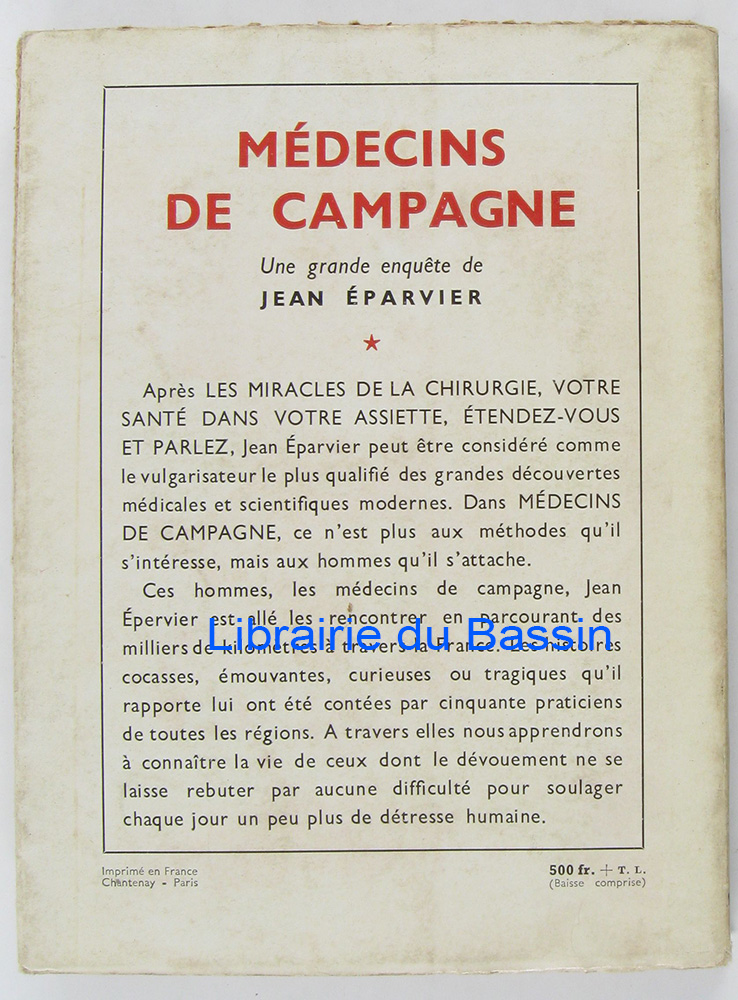 MÉDECINS
DE CAMPAGNE
Une grande enquête de
JEAN ÉPARVIER
Après LES MIRACLES DE LA CHIRURGIE, VOTRE
SANTÉ DANS VOTRE ASSIETTE, ÉTENDEZ-VOUS
ET PARLEZ, Jean Éparvier peut être considéré comme
le vulgarisateur le plus qualifié des grandes découvertes
médicales et scientifiques modernes. Dans MÉDECINS
DE CAMPAGNE, ce n'est plus aux méthodes qu'il
s'intéresse, mais aux hommes qu'il s'attache.
Ces hommes, les médecins de campagne, Jean
Épervier est allé les rencontrer en parcourant des
Librairie du Bassin
milliers de kilomètres à travers la France. Les histoires
cocasses, émouvantes, curieuses ou tragiques qu'il
rapporte lui ont été contées par cinquante praticiens
de toutes les régions. A travers elles nous apprendrons
à connaître la vie de ceux dont le dévouement ne se
laisse rebuter par aucune difficulté pour soulager
chaque jour un peu plus de détresse humaine.
Imprimé en France
Chantenay - Paris
500 fr. + T. L.
(Baisse comprise)